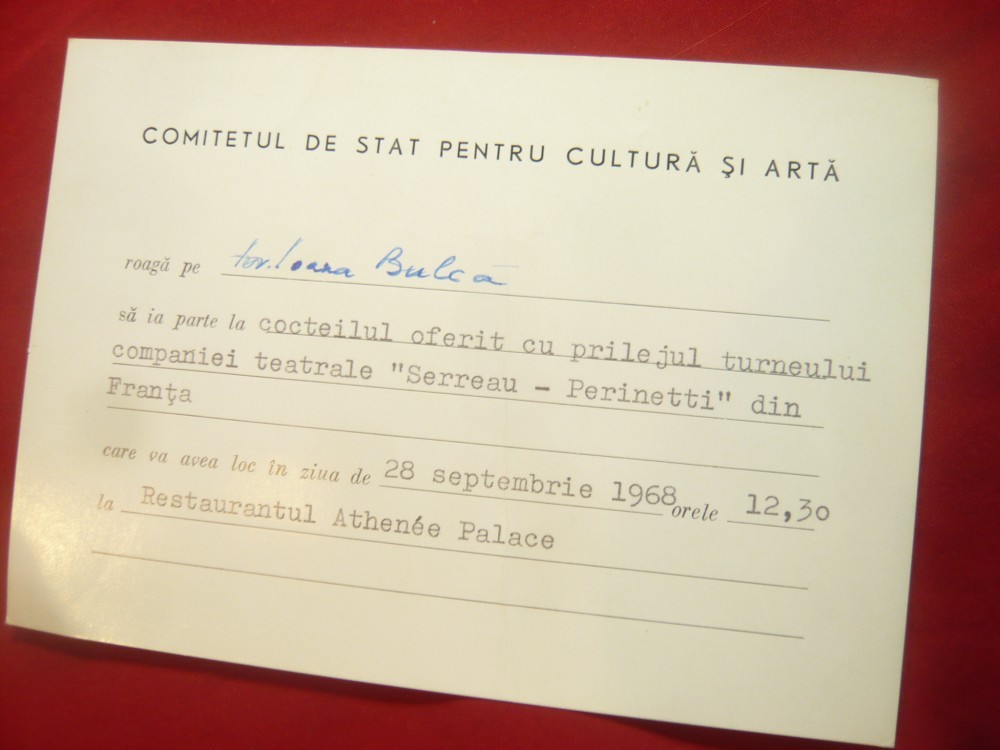 COMITETUL DE STAT PENTRU CULTURĂ ȘI ARTĂ
roagă pe tov. Ioana Bulcă
să ia parte la cocteilul oferit cu prilejul turneului
companiei teatrale "Serreau - Perinetti" din
Franţa
care va avea loc în ziua de 28 septembrie 1968 orele 12,30
la Restaurantul Athenée Palace